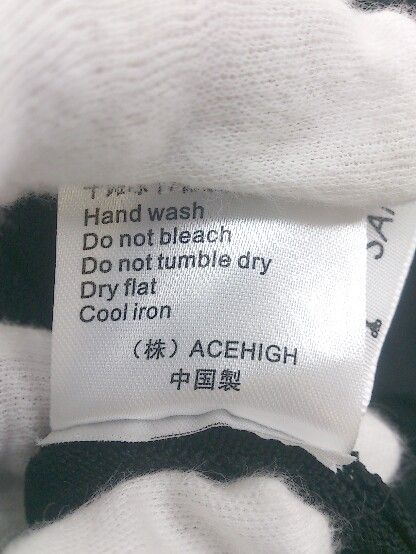 Hand wash
Do not bleach
Do not tumble dry
Dry flat
Cool iron
(株) ACEHIGH
中国製